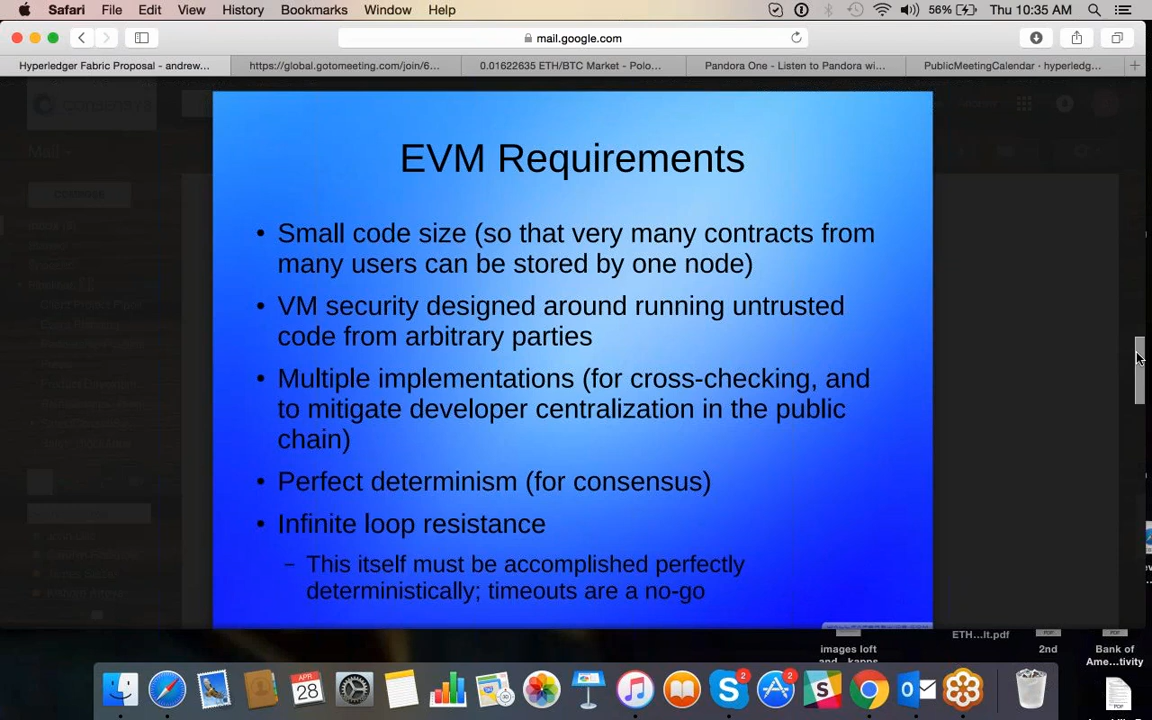 Safari File Edit View History Bookmarks Window Help 56% Thu 10:35 AM
mail.google.com
Hyperledger Fabric Proposal - andrew... https://global.gotomeeting.com/join/6... 0.01622635 ETH/BTC Market - Polo... Pandora One - Listen to Pandora wi... PublicMeetingCalendar · hyperledg...
Mail
COMPOSE
EVM Requirements
• Small code size (so that very many contracts from
many users can be stored by one node)
• VM security designed around running untrusted
code from arbitrary parties
• Multiple implementations (for cross-checking, and
to mitigate developer centralization in the public
chain)
• Perfect determinism (for consensus)
• Infinite loop resistance
– This itself must be accomplished perfectly
deterministically; timeouts are a no-go
images loft
ETH...lt.pdf
2nd
Bank of
Ame...tivity
APR
28
2
2